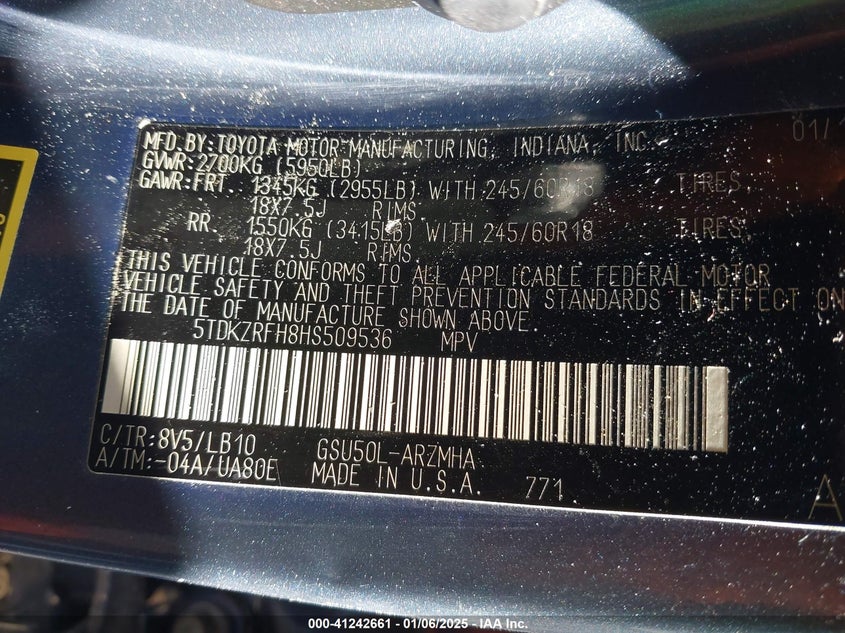 MFD.BY:TOYOTA MOTOR MANUFACTURING, INDIANA, INC. 01/1
GVWR:2700KG (5950LB)
GAWR:FRT. 1345KG (2955LB) WITH 245/60R18 TIRES,
18X7.5J RIMS,
RR. 1550KG (3415LB) WITH 245/60R18 TIRES,
18X7.5J RIMS,
THIS VEHICLE CONFORMS TO ALL APPLICABLE FEDERAL MOTOR
VEHICLE SAFETY AND THEFT PREVENTION STANDARDS IN EFFECT ON
THE DATE OF MANUFACTURE SHOWN ABOVE.
5TDKZRFH8HS509536 MPV
C/TR:8V5/LB10 GSU50L-ARZMHA
A/TM:-04A/UA80E MADE IN U.S.A. 771 A
000-41242661 - 01/06/2025 - IAA Inc.